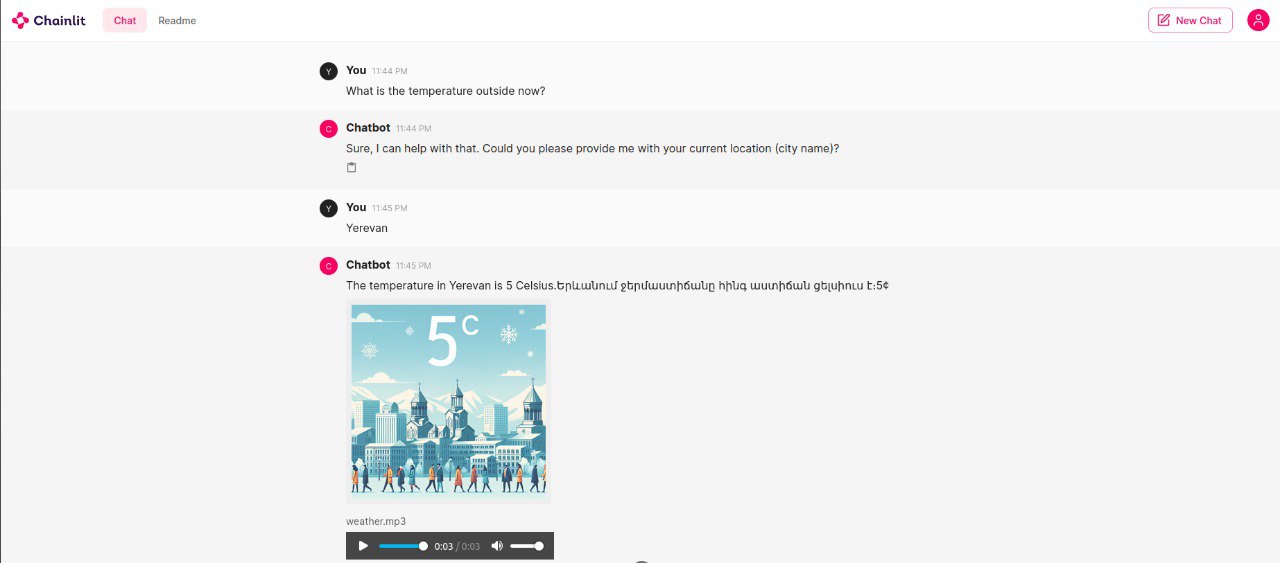 Chainlit Chat Readme New Chat
Y You 11:44 PM
What is the temperature outside now?
C Chatbot 11:44 PM
Sure, I can help with that. Could you please provide me with your current location (city name)?
Y You 11:45 PM
Yerevan
C Chatbot 11:45 PM
The temperature in Yerevan is 5 Celsius.Երևանում ջերմաստիճանը հինգ աստիճան ցելսիուս է:5¢
5c
weather.mp3
0:03 / 0:03